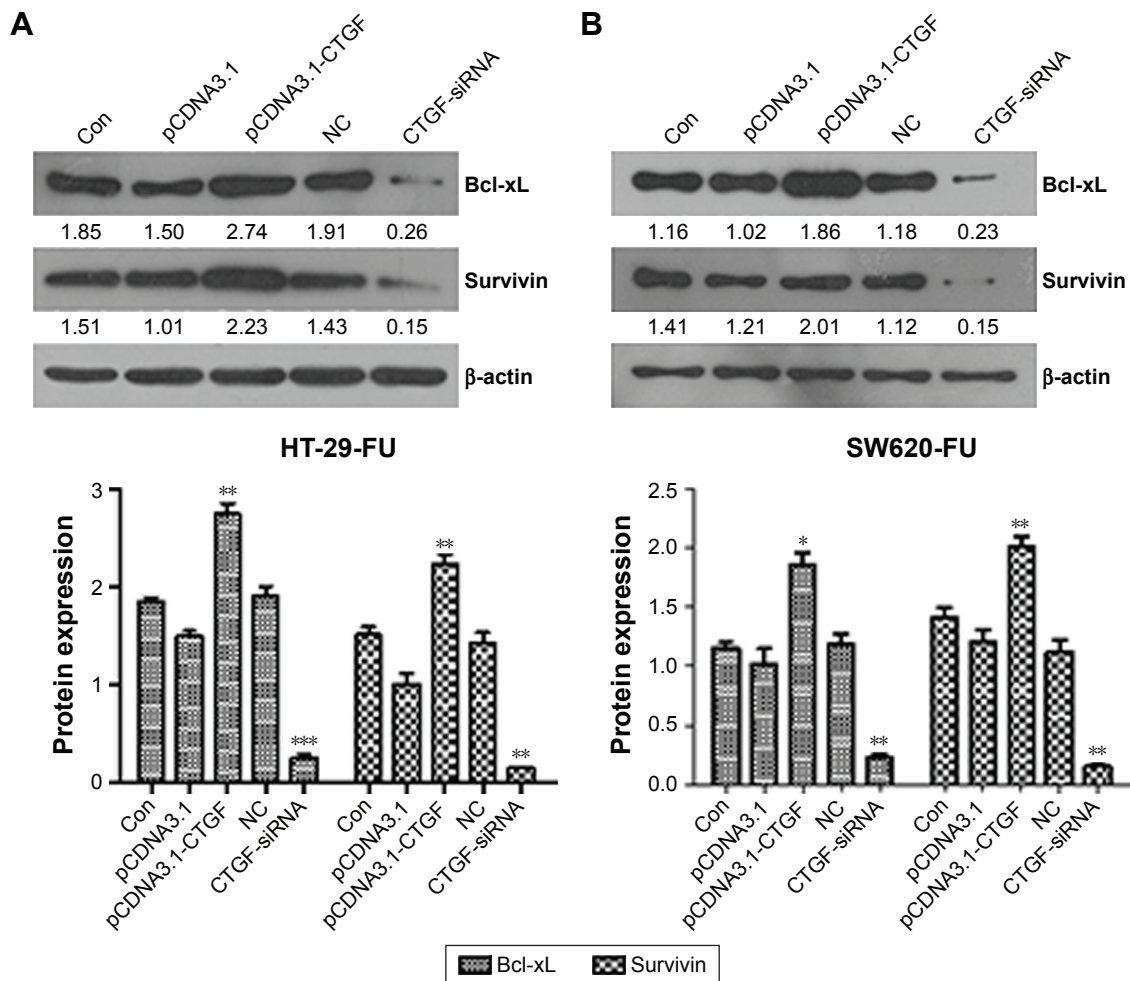 A
Con pCDNA3.1 pCDNA3.1-CTGF NC CTGF-siRNA
Bcl-xL
1.85 1.50 2.74 1.91 0.26
Survivin
1.51 1.01 2.23 1.43 0.15
β-actin
HT-29-FU
Protein expression
3
2
1
0
** *** ** **
Con pCDNA3.1 pCDNA3.1-CTGF NC CTGF-siRNA Con pCDNA3.1 pCDNA3.1-CTGF NC CTGF-siRNA
B
Con pCDNA3.1 pCDNA3.1-CTGF NC CTGF-siRNA
Bcl-xL
1.16 1.02 1.86 1.18 0.23
Survivin
1.41 1.21 2.01 1.12 0.15
β-actin
SW620-FU
Protein expression
2.5
2.0
1.5
1.0
0.5
0.0
* ** ** **
Con pCDNA3.1 pCDNA3.1-CTGF NC CTGF-siRNA Con pCDNA3.1 pCDNA3.1-CTGF NC CTGF-siRNA
Bcl-xL Survivin